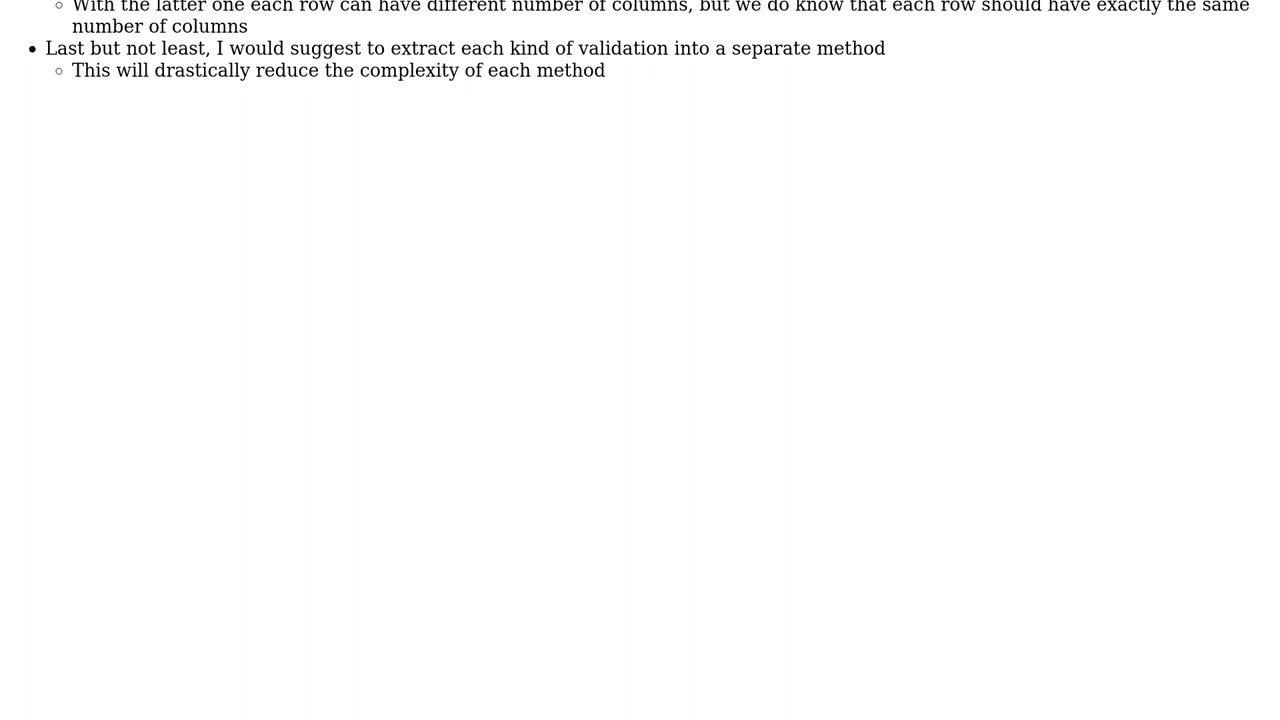 With the latter one each row can have different number of columns, but we do know that each row should have exactly the same
number of columns
Last but not least, I would suggest to extract each kind of validation into a separate method
This will drastically reduce the complexity of each method